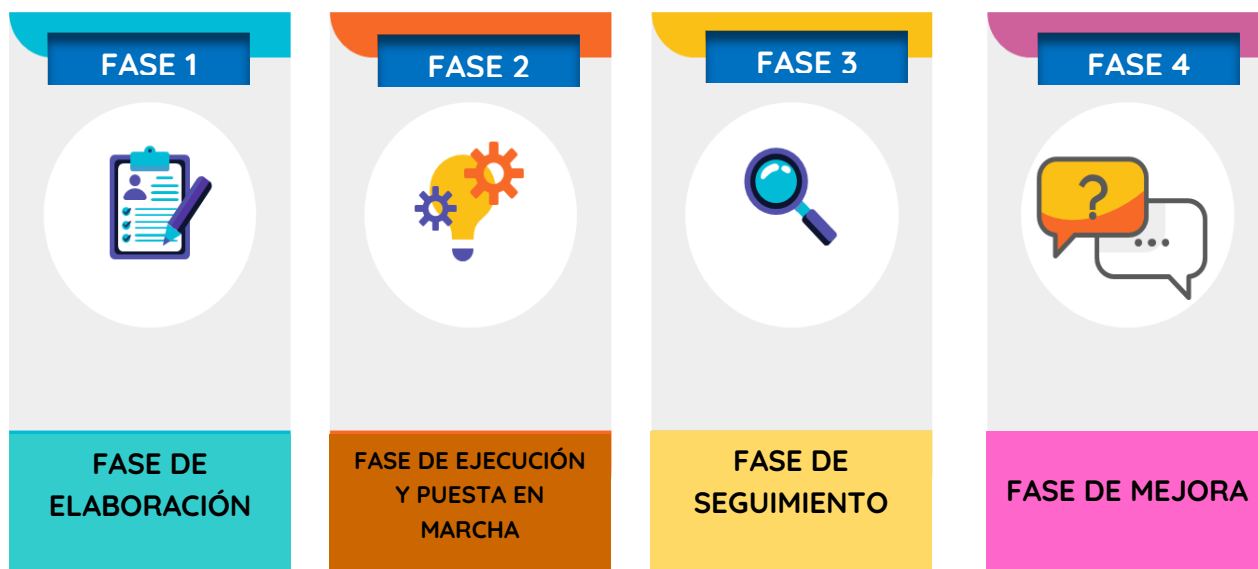 FASE 1
FASE 2
FASE 3
FASE 4
?
...
FASE DE
ELABORACIÓN
FASE DE EJECUCIÓN
Y PUESTA EN
MARCHA
FASE DE
SEGUIMIENTO
FASE DE MEJORA